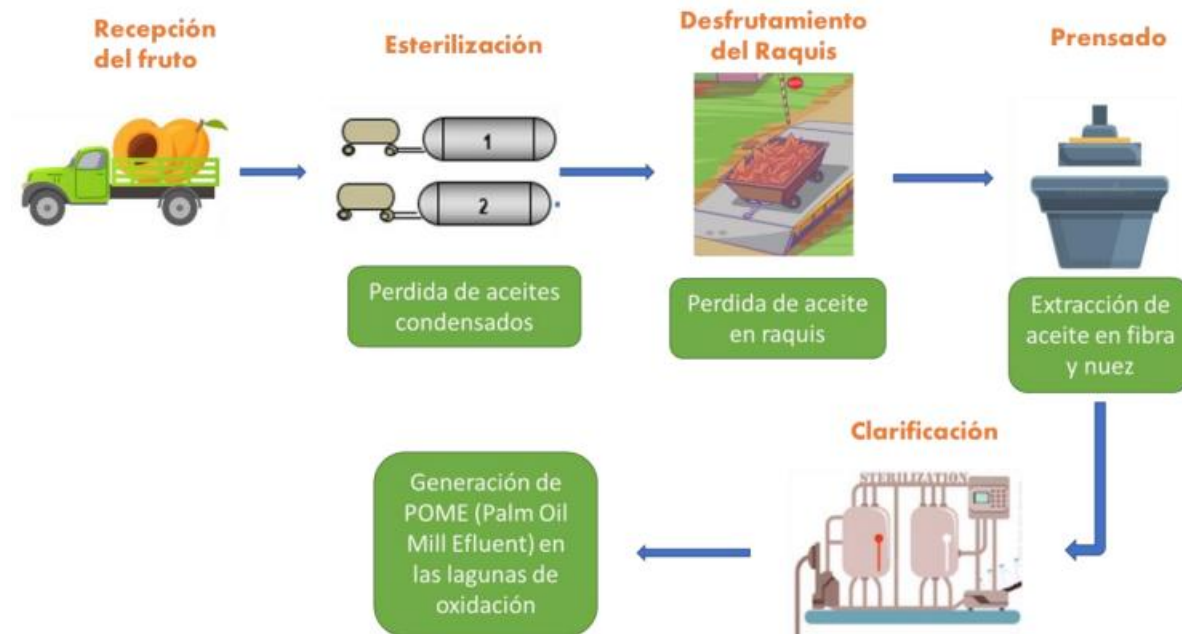 Recepción
del fruto
Esterilización
Desfrutamiento
del Raquis
Prensado
1
2
Perdida de aceites
condensados
Perdida de aceite
en raquis
Extracción de
aceite en fibra
y nuez
Clarificación
STERILIZATION
Generación de
POME (Palm Oil
Mill Efluent) en
las lagunas de
oxidación